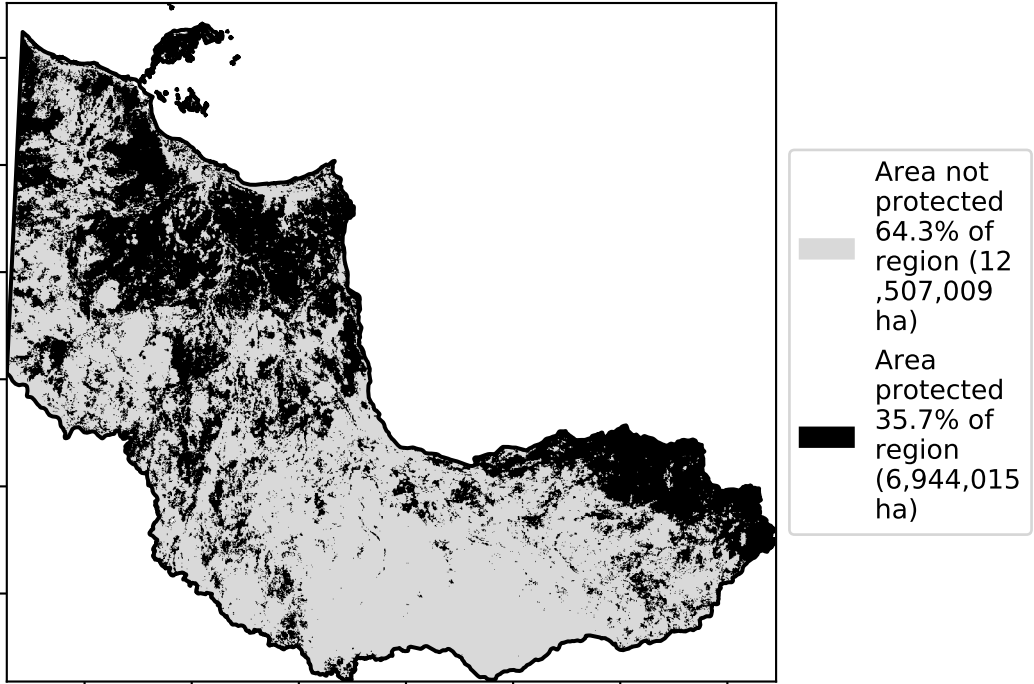 Area not
protected
64.3% of
region (12
,507,009
ha)
Area
protected
35.7% of
region
(6,944,015
ha)